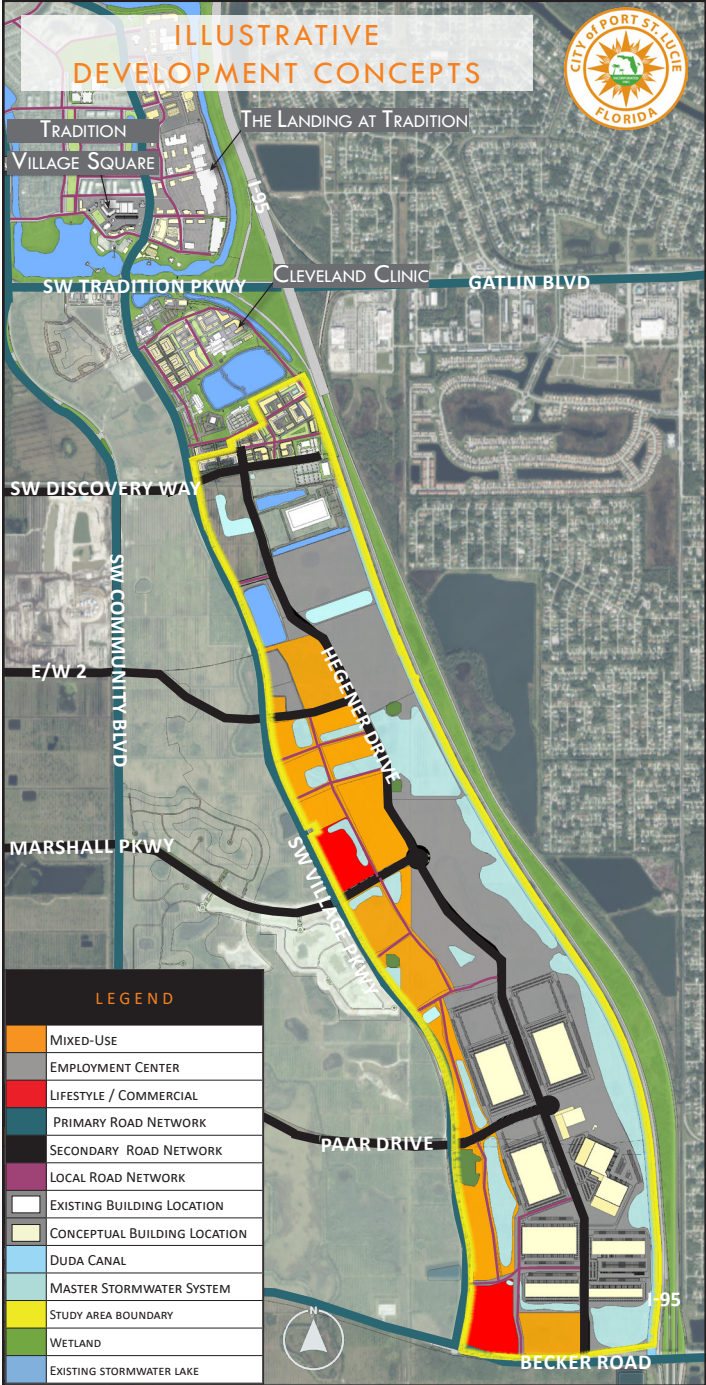 ILLUSTRATIVE
DEVELOPMENT CONCEPTS
CITY of PORT ST. LUCIE
FLORIDA
TRADITION
VILLAGE SQUARE
THE LANDING AT TRADITION
I-95
CLEVELAND CLINIC
SW TRADITION PKWY
GATLIN BLVD
SW DISCOVERY WAY
SW COMMUNITY BLVD
E/W 2
HEGENER DRIVE
MARSHALL PKWY
SW VILLAGE PKWY
PAAR DRIVE
I-95
BECKER ROAD
N
LEGEND
MIXED-USE
EMPLOYMENT CENTER
LIFESTYLE / COMMERCIAL
PRIMARY ROAD NETWORK
SECONDARY ROAD NETWORK
LOCAL ROAD NETWORK
EXISTING BUILDING LOCATION
CONCEPTUAL BUILDING LOCATION
DUDA CANAL
MASTER STORMWATER SYSTEM
STUDY AREA BOUNDARY
WETLAND
EXISTING STORMWATER LAKE